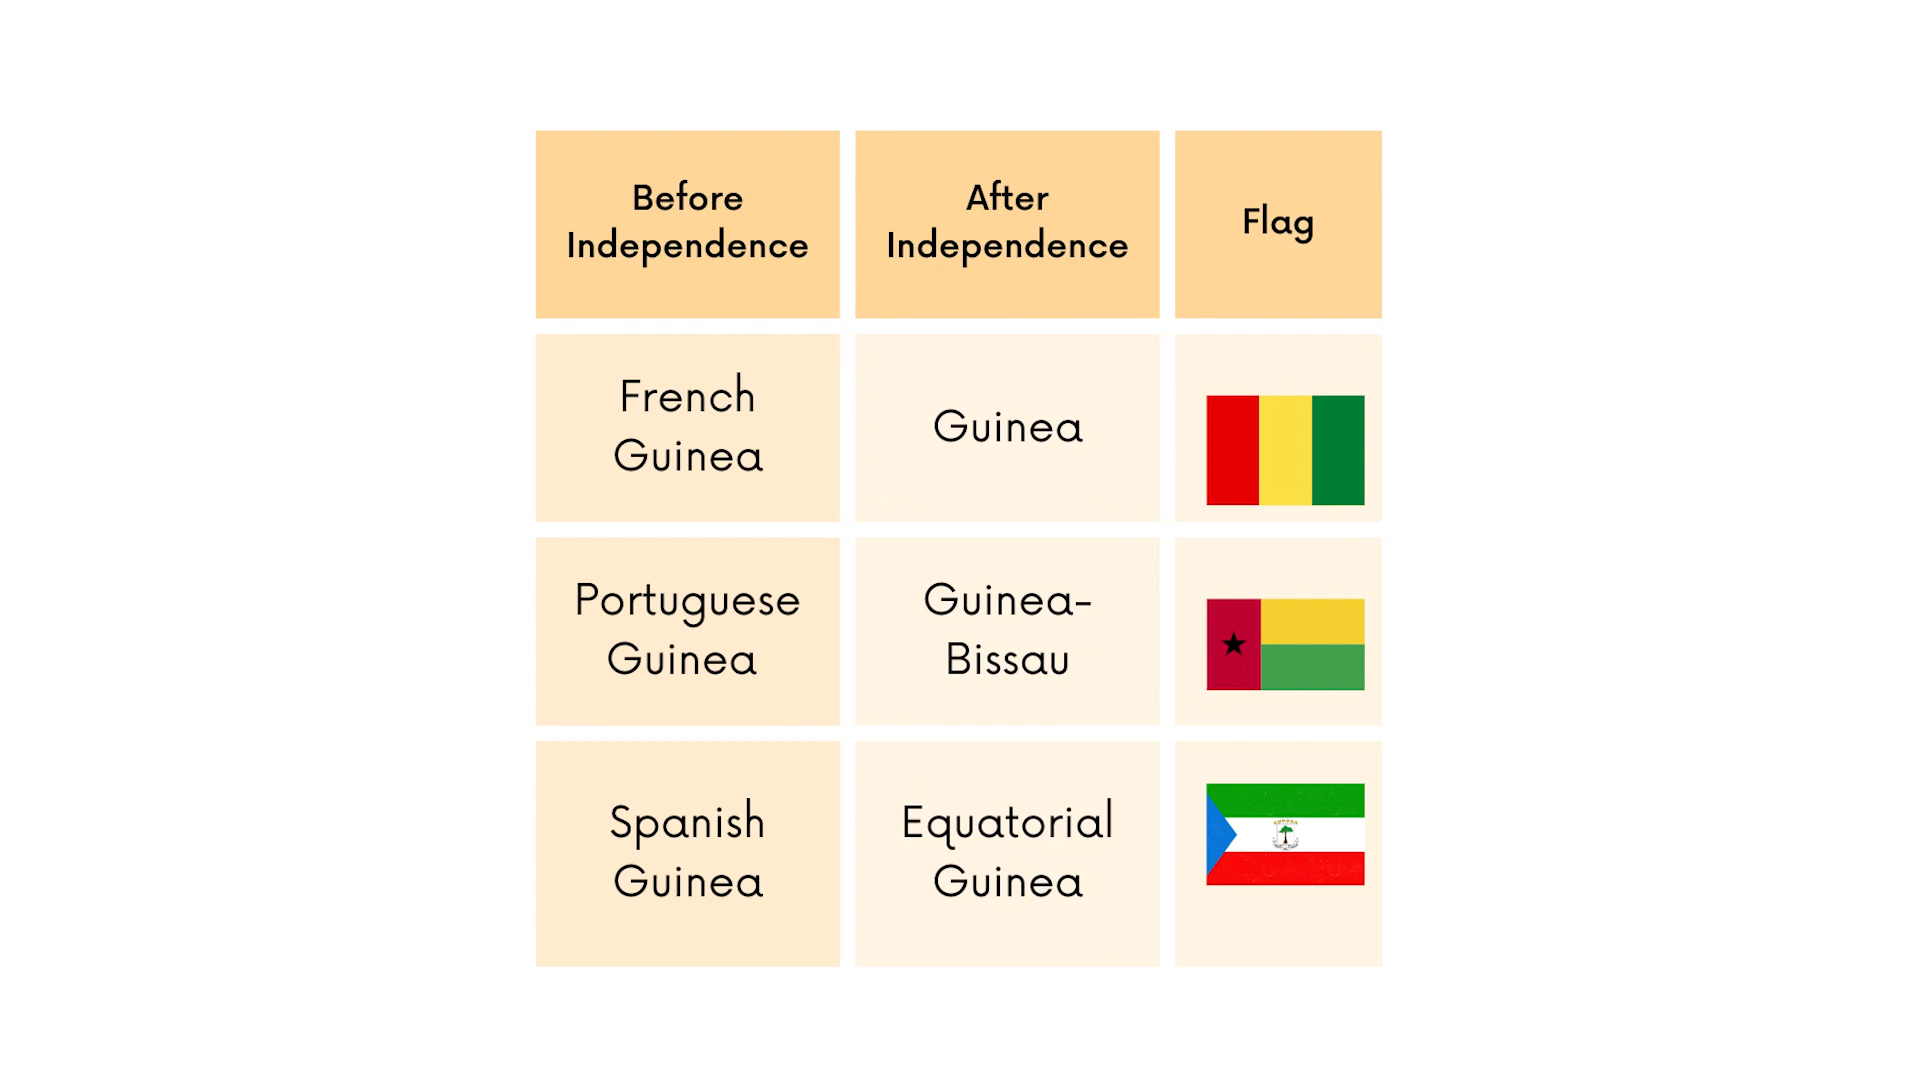 Before
Independence
After
Independence
Flag
French
Guinea
Guinea
Portuguese
Guinea
Guinea-
Bissau
Spanish
Guinea
Equatorial
Guinea